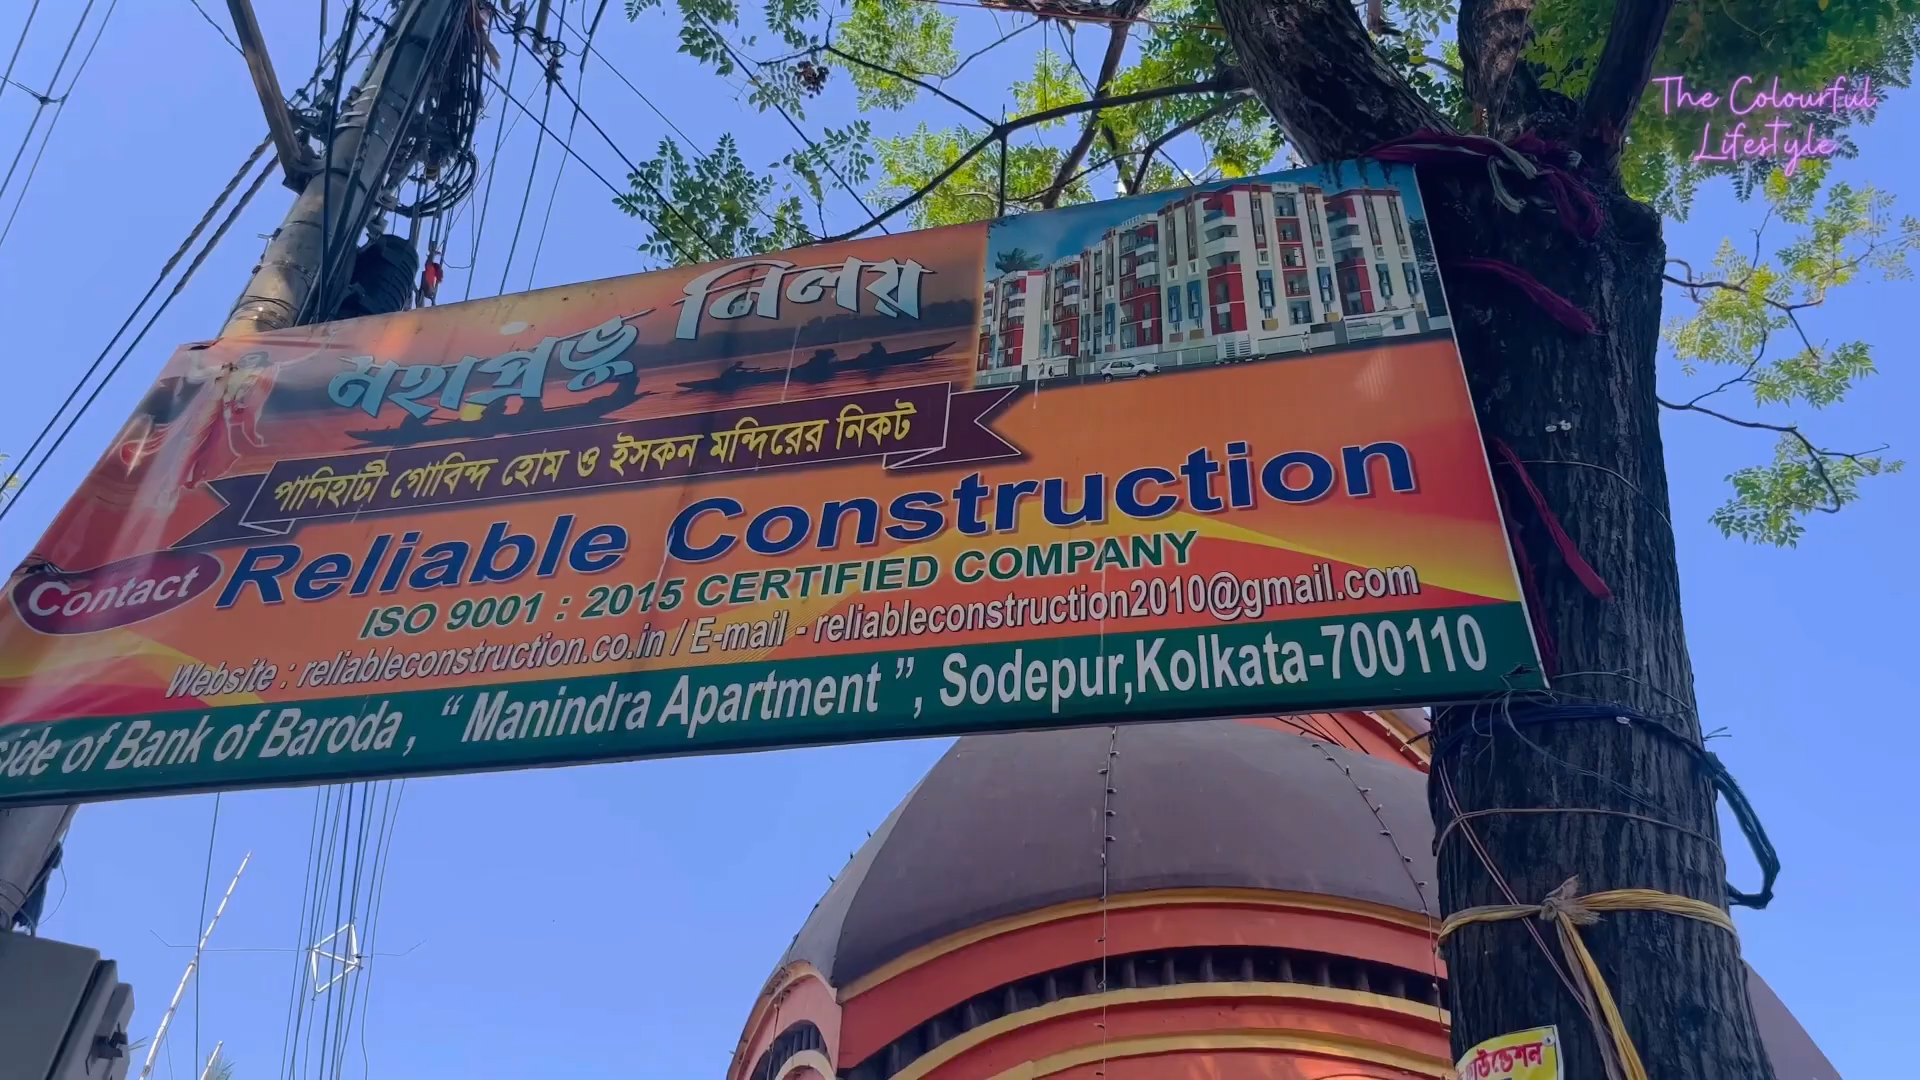 The Colourful
Lifestyle
মহাপ্রভু নিলয়
পানিহাটী গোবিন্দ হোম ও ইসকন মন্দিরের নিকট
Contact Reliable Construction
ISO 9001 : 2015 CERTIFIED COMPANY
Website : reliableconstruction.co.in / E-mail - reliableconstruction2010@gmail.com
of Bank of Baroda, “Manindra Apartment”, Sodepur,Kolkata-700110